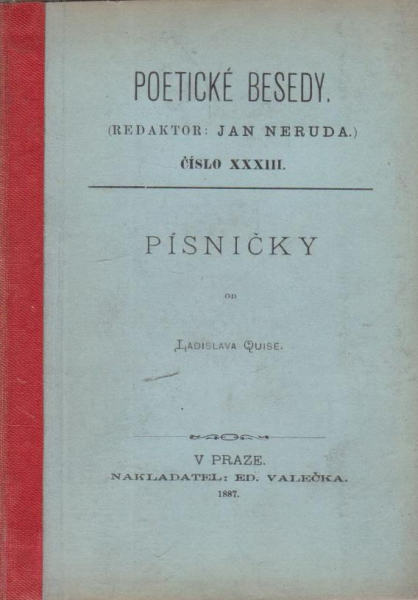 POETICKÉ BESEDY.
(REDAKTOR: JAN NERUDA.)
ČÍSLO XXXIII.
PÍSNIČKY
OD
LADISLAVA QUISE.
V PRAZE.
NAKLADATEL: ED. VALEČKA.
1887.